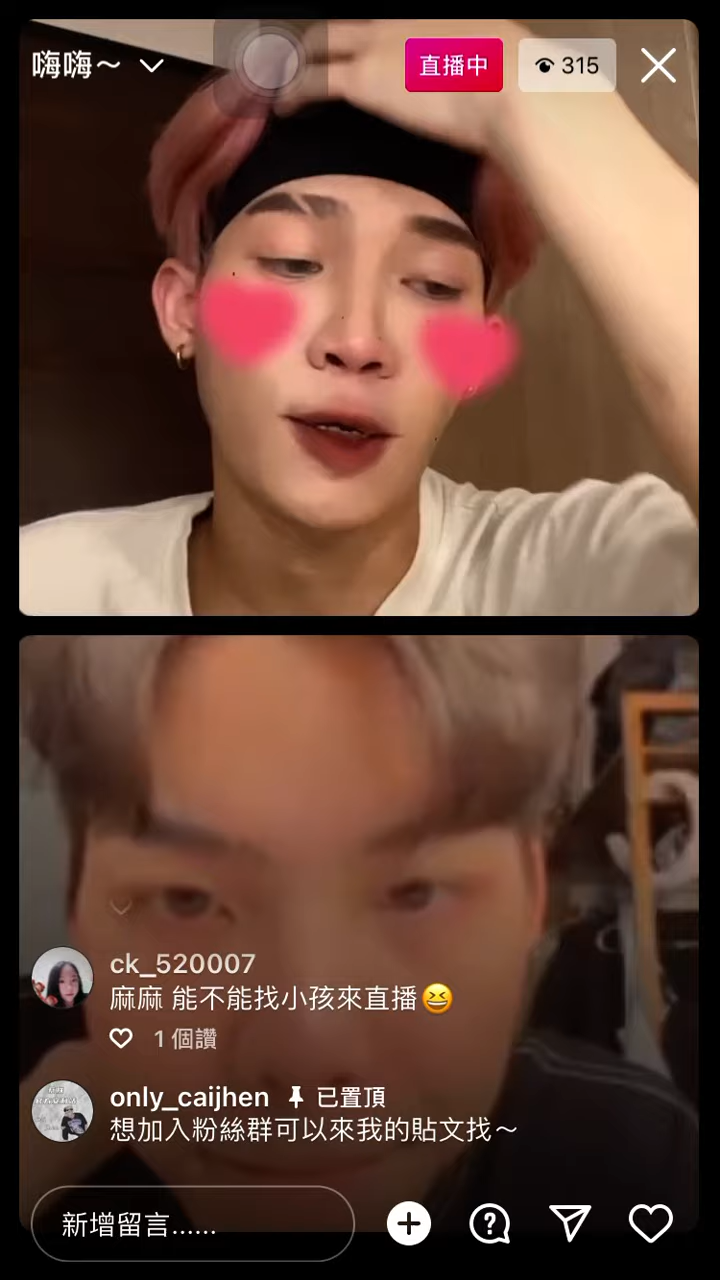 嗨嗨～
直播中
315
ck_520007
麻麻 能不能找小孩來直播😆
1 個讚
only_caijhen 已置頂
想加入粉絲群可以來我的貼文找～
新增留言......